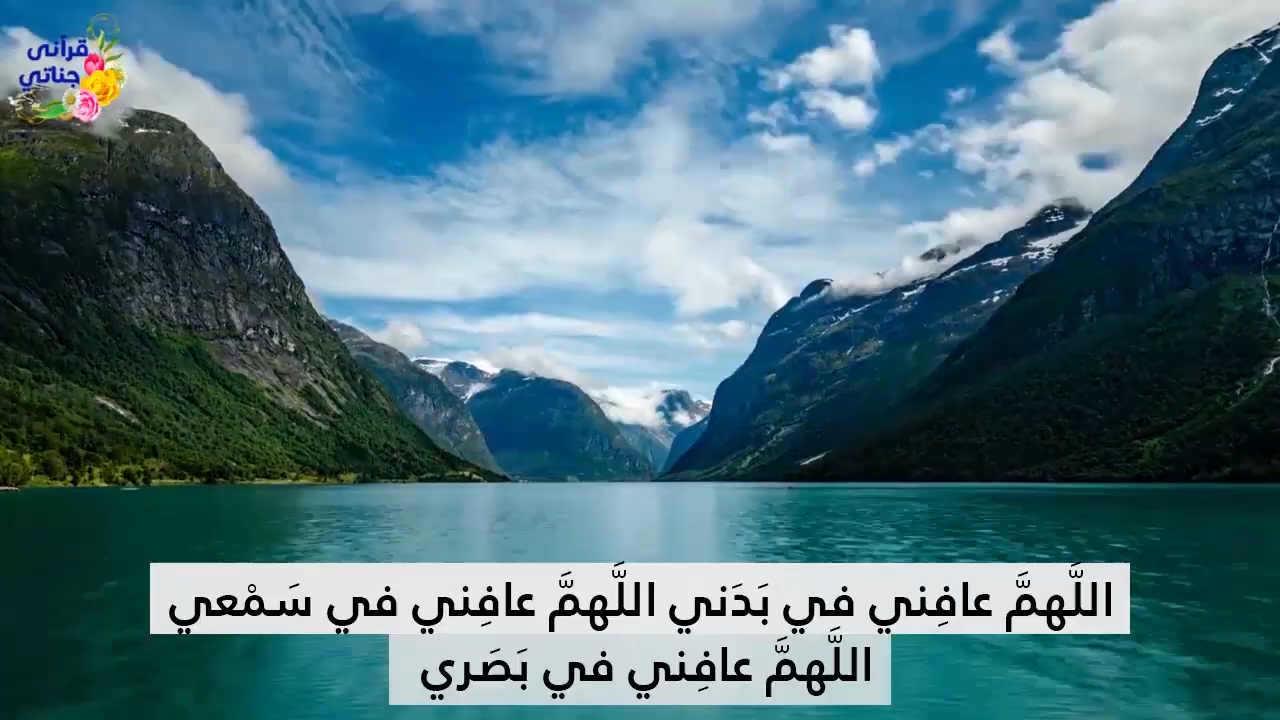 قرآنى
جناتي
اللَّهمَّ عافِني في بَدَني اللَّهمَّ عافِني في سَمْعي
اللَّهمَّ عافِني في بَصَري